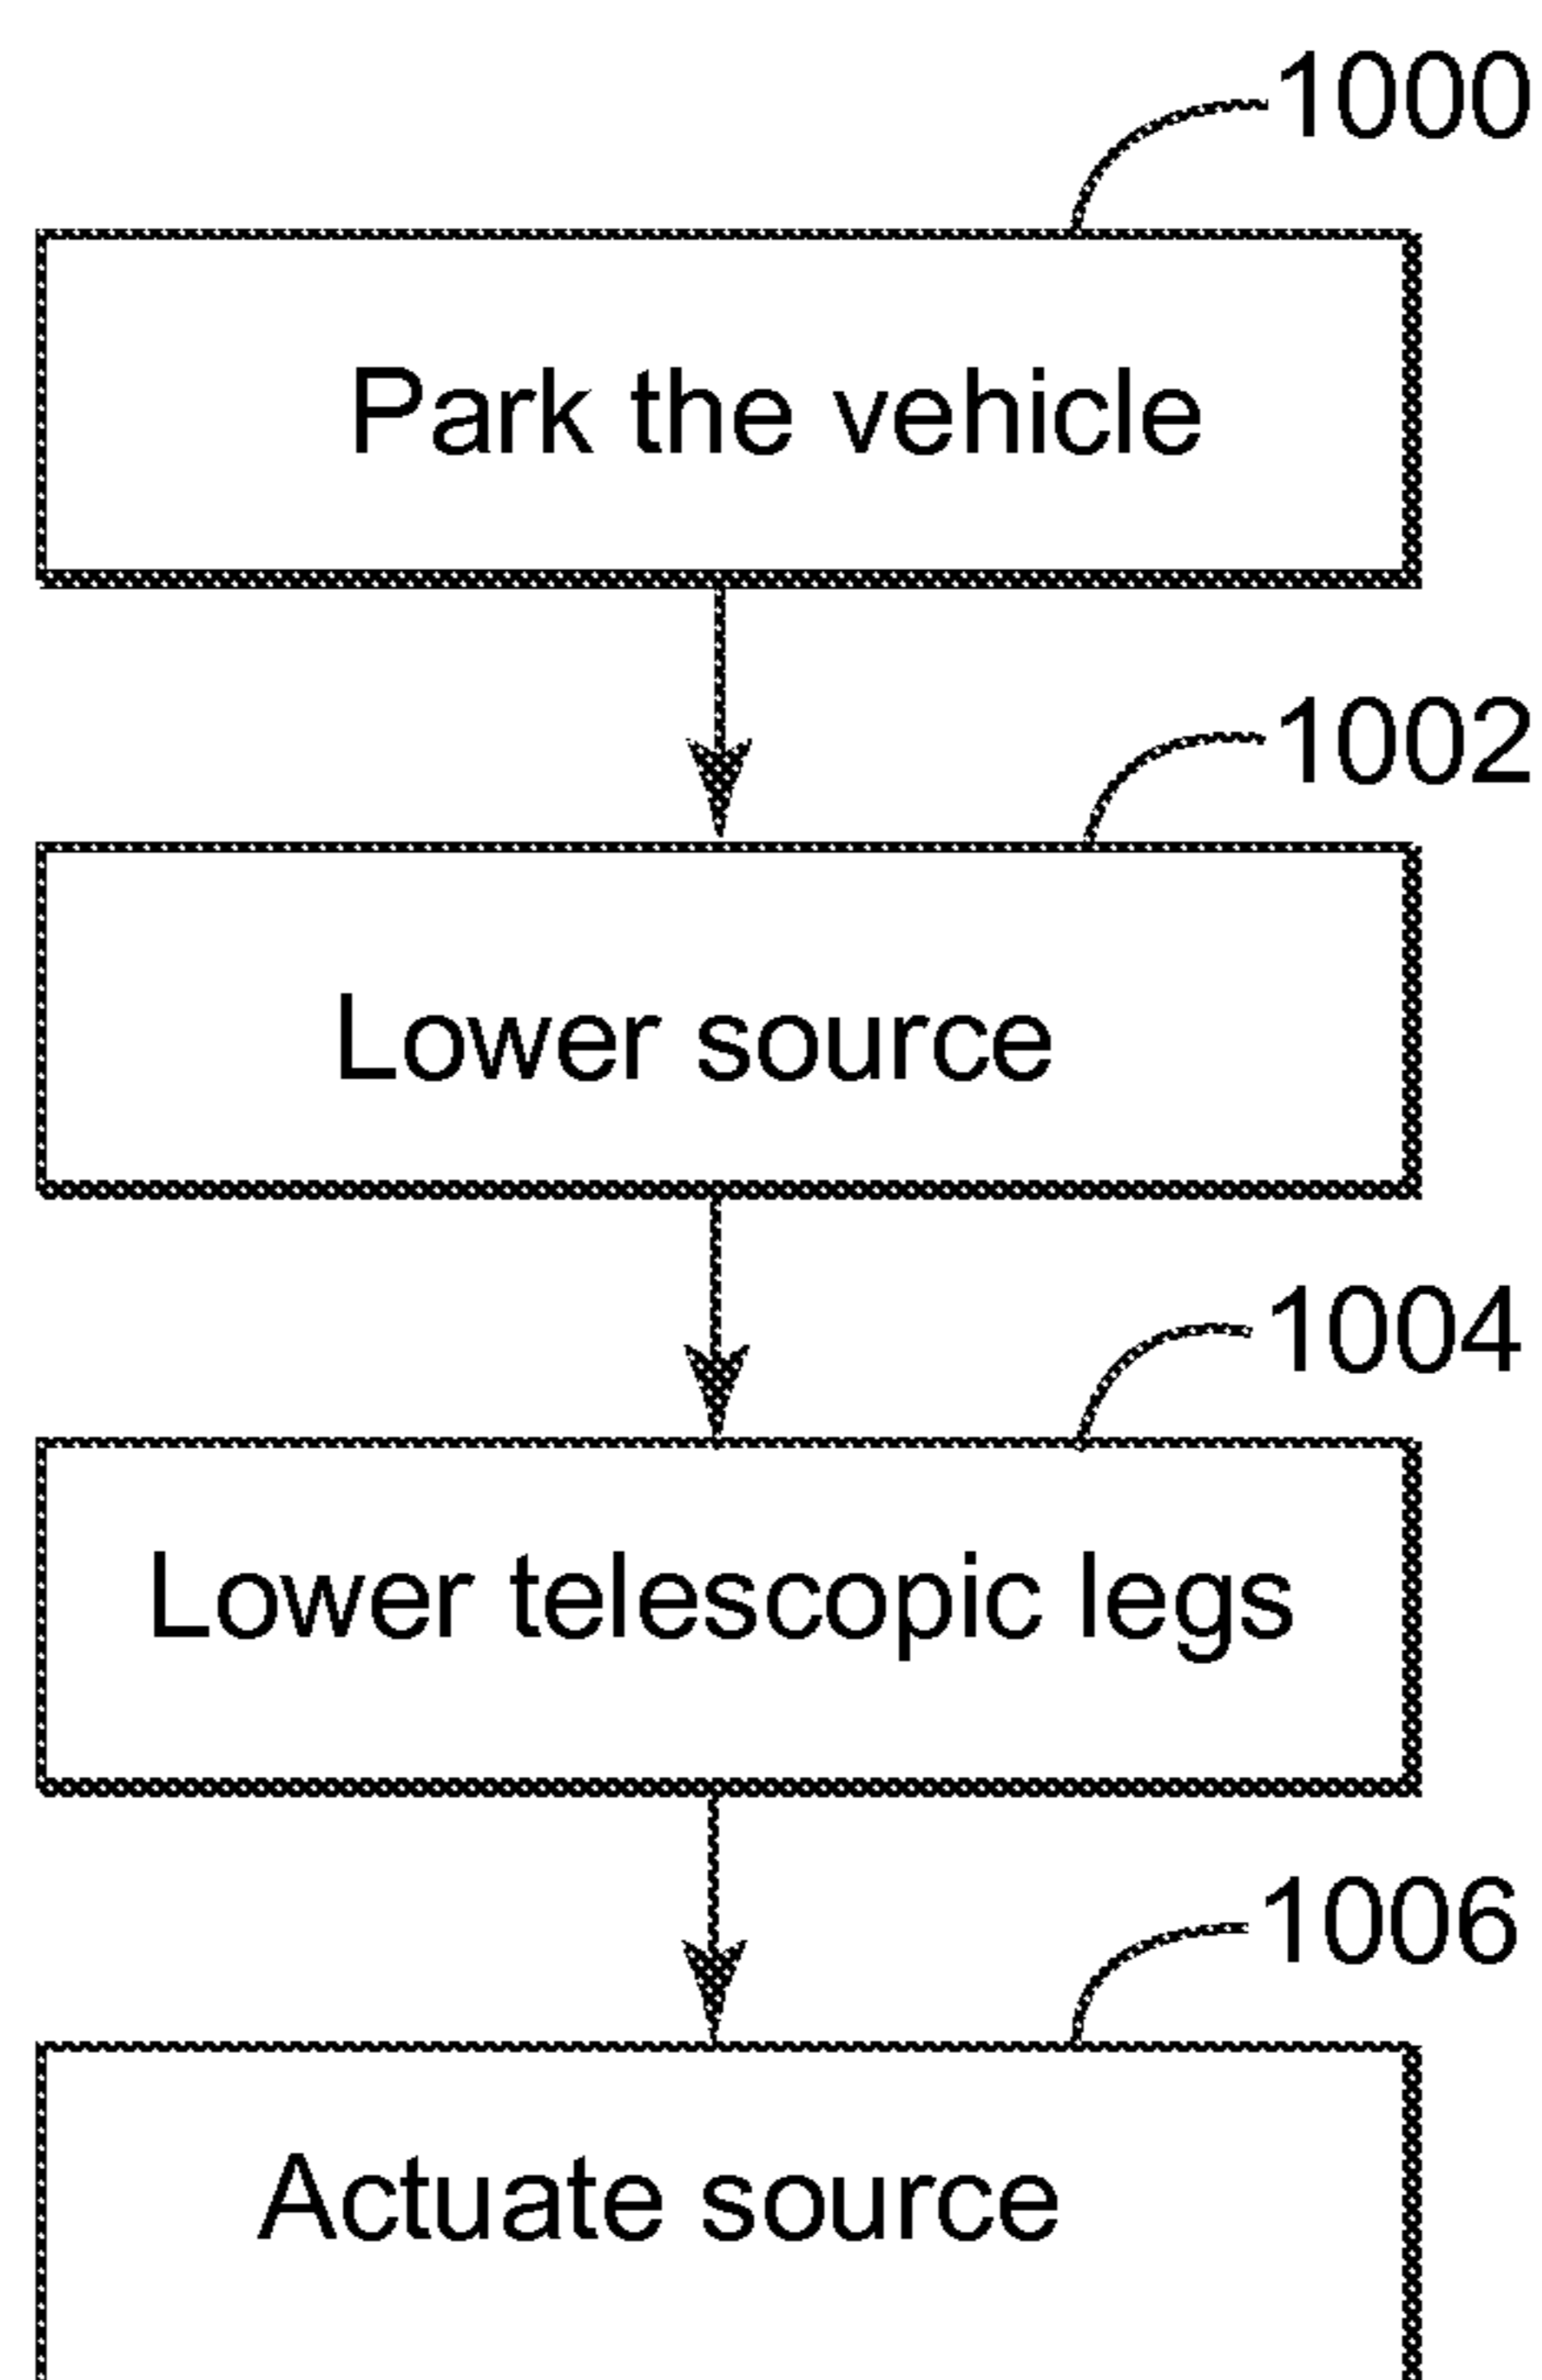 1000
Park the vehicle
1002
Lower source
1004
Lower telescopic legs
1006
Actuate source